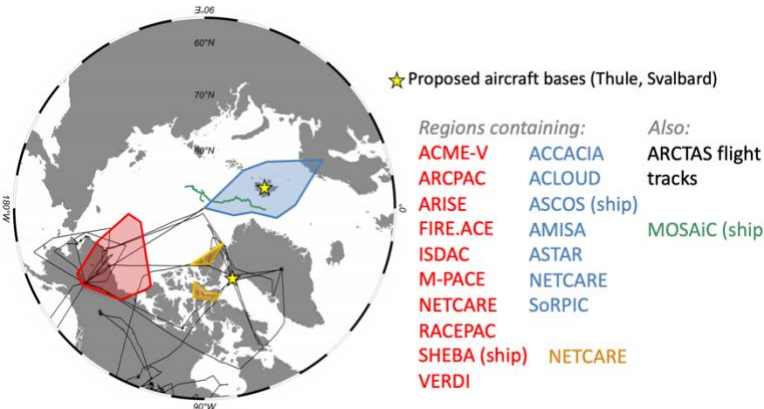 3.06
60°N
70°N
80°N
180°W
0°
90°W
Proposed aircraft bases (Thule, Svalbard)
Regions containing:
ACME-V
ARCPAC
ARISE
FIRE.ACE
ISDAC
M-PACE
NETCARE
RACEPAC
SHEBA (ship)
VERDI
ACCACIA
ACLOUD
ASCOS (ship)
AMISA
ASTAR
NETCARE
SoRPIC
NETCARE
Also:
ARCTAS flight
tracks
MOSAiC (ship